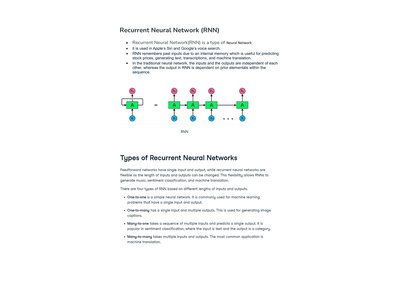 Recurrent Neural Network (RNN)
• Recurrent Neural Network(RNN) is a type of Neural Network
• it is used in Apple's Siri and Google's voice search.
• RNN remembers past inputs due to an internal memory which is useful for predicting
stock prices, generating text, transcriptions, and machine translation.
• In the traditional neural network, the inputs and the outputs are independent of each
other, whereas the output in RNN is dependent on prior elementals within the
sequence.
A = A A A A
RNN
Types of Recurrent Neural Networks
Feedforward networks have single input and output, while recurrent neural networks are
flexible as the length of inputs and outputs can be changed. This flexibility allows RNNs to
generate music, sentiment classification, and machine translation.
There are four types of RNN based on different lengths of inputs and outputs.
• One-to-one is a simple neural network. It is commonly used for machine learning
problems that have a single input and output.
• One-to-many has a single input and multiple outputs. This is used for generating image
captions.
• Many-to-one takes a sequence of multiple inputs and predicts a single output. It is
popular in sentiment classification, where the input is text and the output is a category.
• Many-to-many takes multiple inputs and outputs. The most common application is
machine translation.